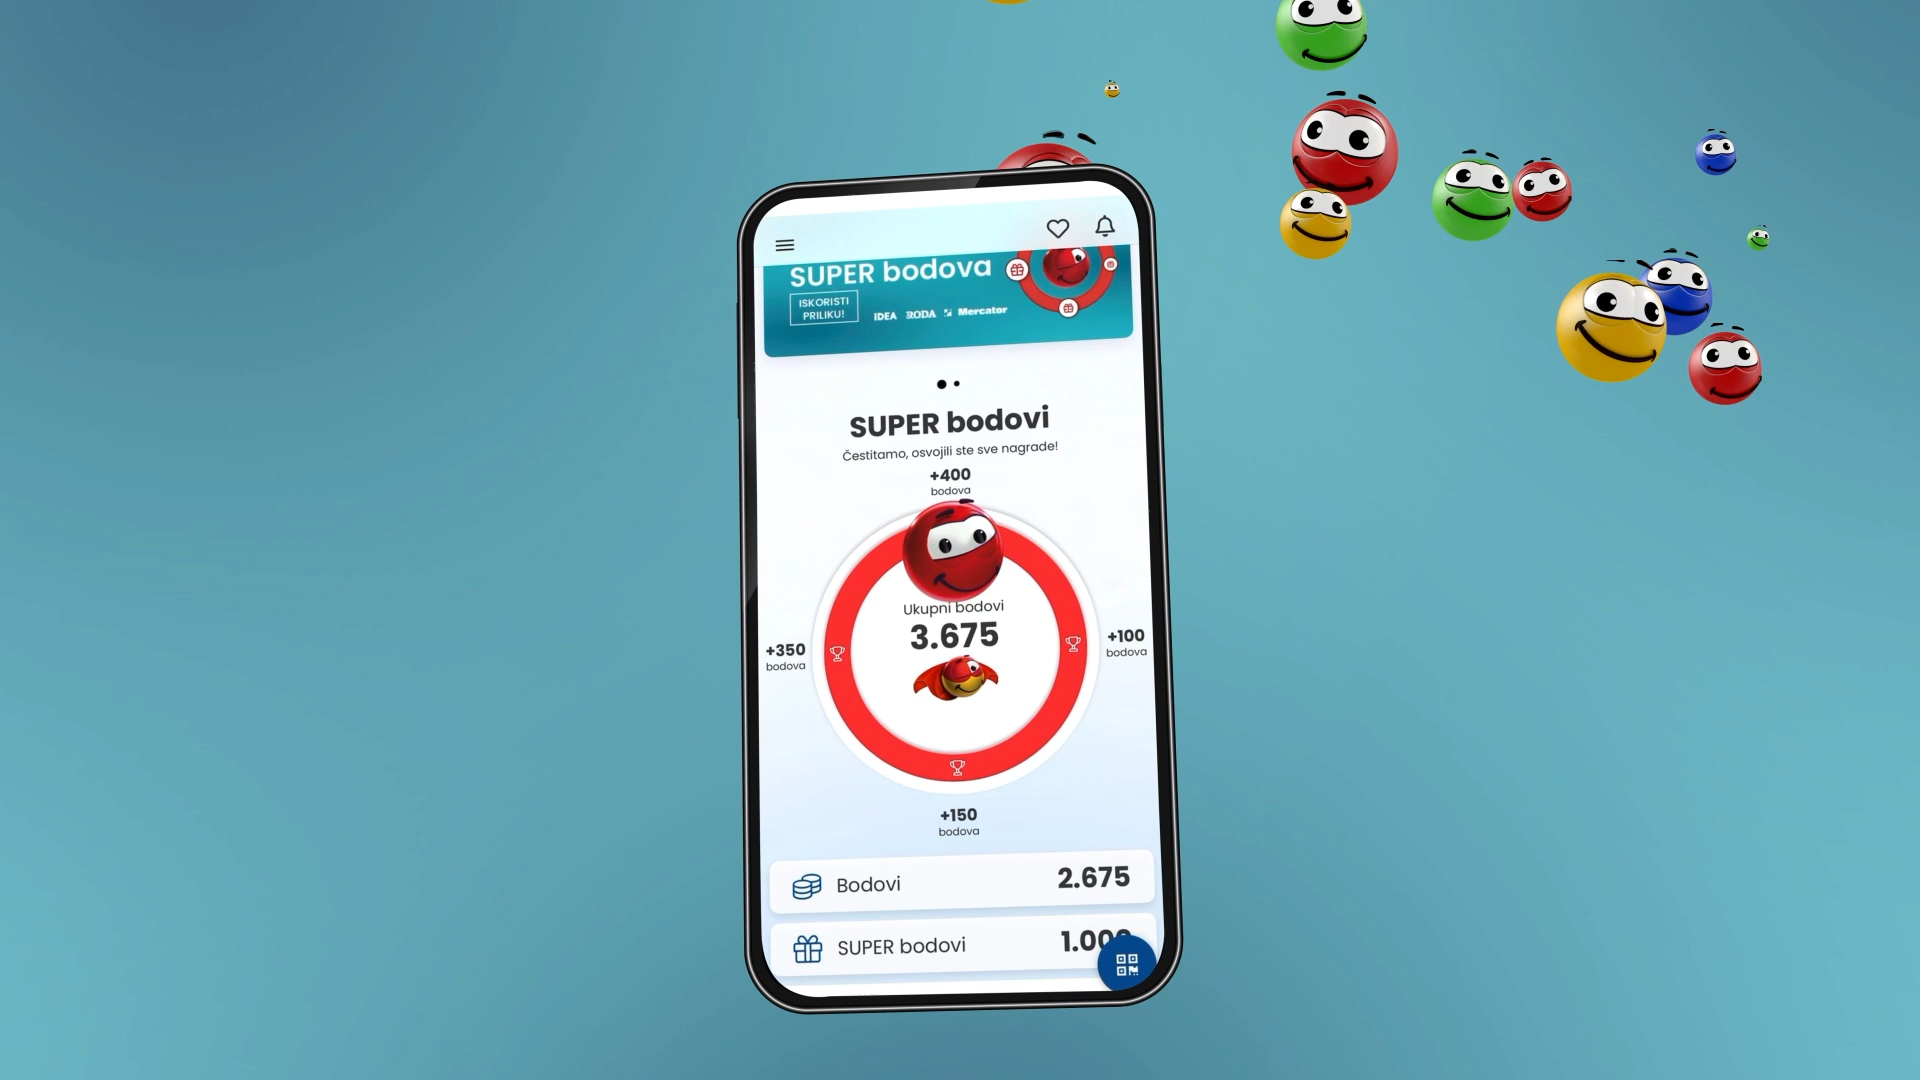 SUPER bodova
ISKORISTI
PRILIKU!
IDEA RODA Mercator
SUPER bodovi
Čestitamo, osvojili ste sve nagrade!
+400
bodova
Ukupni bodovi
3.675
+350
bodova
+100
bodova
+150
bodova
Bodovi 2.675
SUPER bodovi